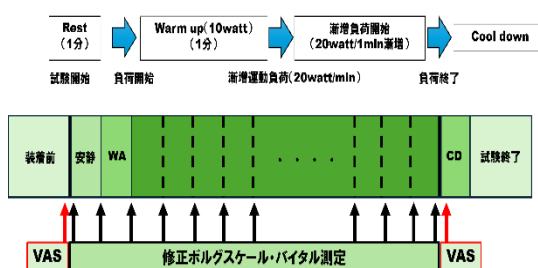 Rest
（1分）
Warm up（10watt）
（1分）
漸増負荷開始
（20watt/1min漸増）
Cool down
試験開始
負荷開始
漸増運動負荷（20watt/min）
負荷終了
装着前
安静
WA
・・・・
CD
試験終了
VAS
修正ボルグスケール・バイタル測定
VAS